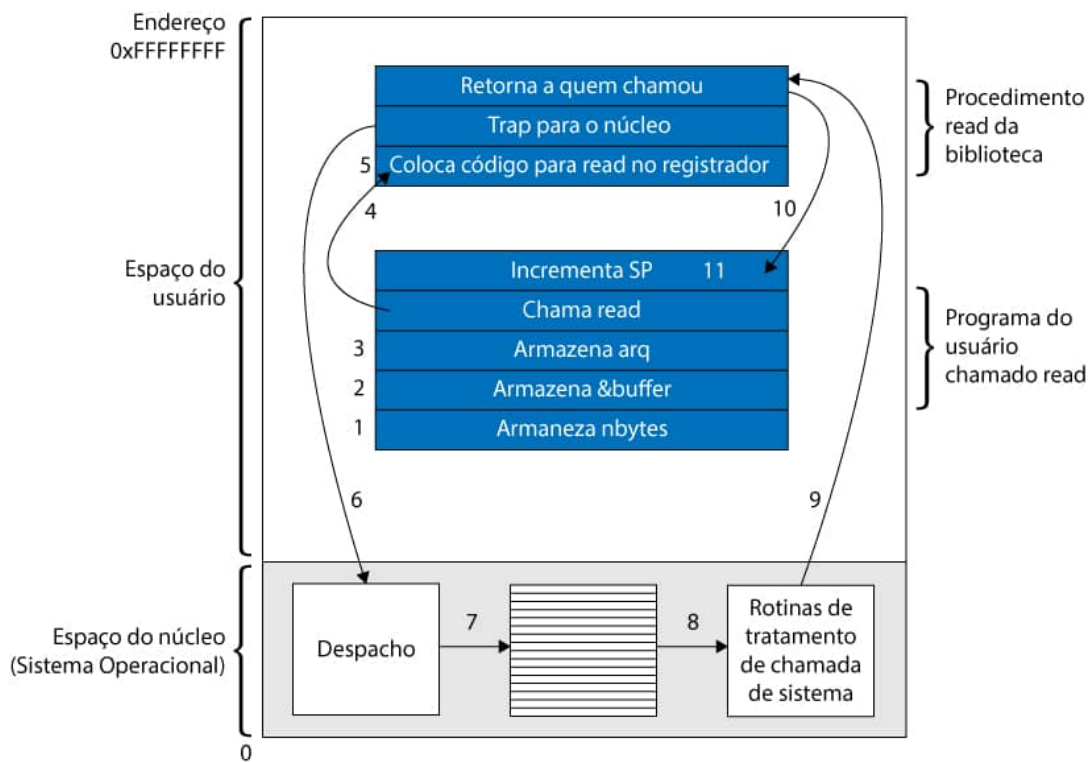 Endereço
0xFFFFFFFF
Retorna a quem chamou
Trap para o núcleo
5 Coloca código para read no registrador
Procedimento
read da
biblioteca
4
10
Espaço do
usuário
Incrementa SP 11
Chama read
3 Armazena arq
2 Armazena &buffer
1 Armaneza nbytes
Programa do
usuário
chamado read
6
9
Espaço do núcleo
(Sistema Operacional)
Despacho
7
8
Rotinas de
tratamento
de chamada
de sistema
0